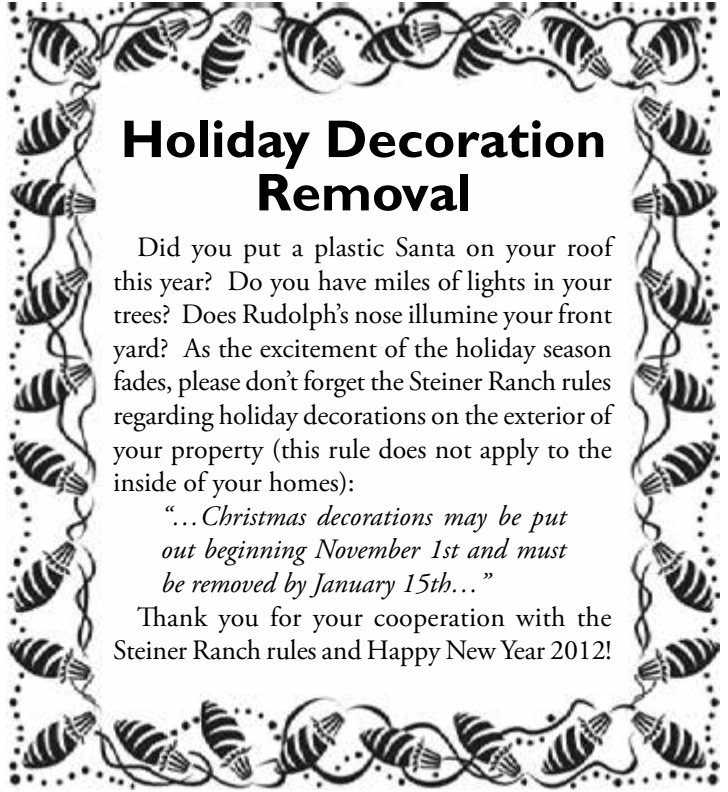 Holiday Decoration
Removal
Did you put a plastic Santa on your roof
this year?  Do you have miles of lights in your
trees?  Does Rudolph’s nose illumine your front
yard?  As the excitement of the holiday season
fades, please don’t forget the Steiner Ranch rules
regarding holiday decorations on the exterior of
your property (this rule does not apply to the
inside of your homes):
“…Christmas decorations may be put
out beginning November 1st and must
be removed by January 15th…”
Thank you for your cooperation with the
Steiner Ranch rules and Happy New Year 2012!